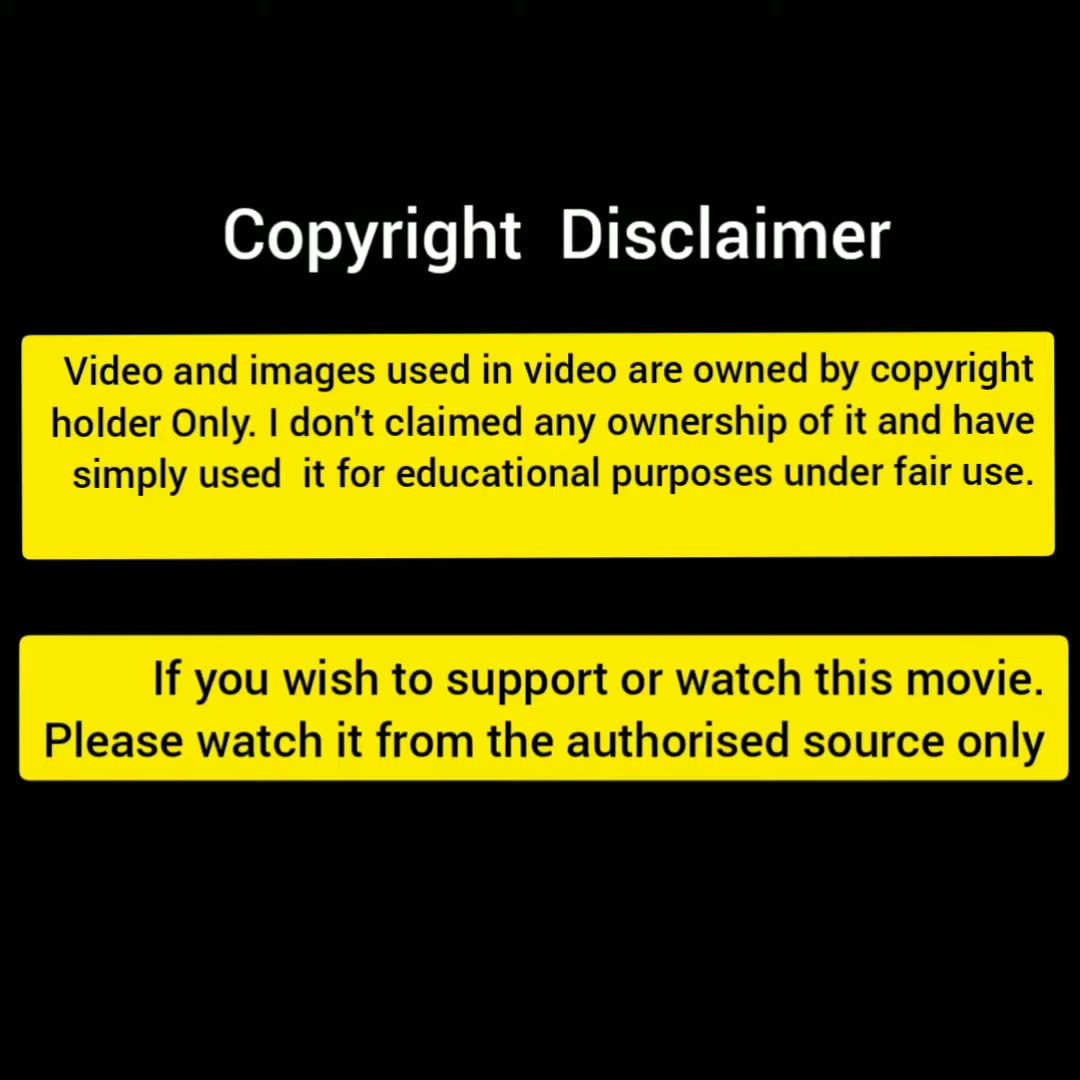 Copyright  Disclaimer
Video and images used in video are owned by copyright
holder Only. I don't claimed any ownership of it and have
simply used  it for educational purposes under fair use.
If you wish to support or watch this movie.
Please watch it from the authorised source only